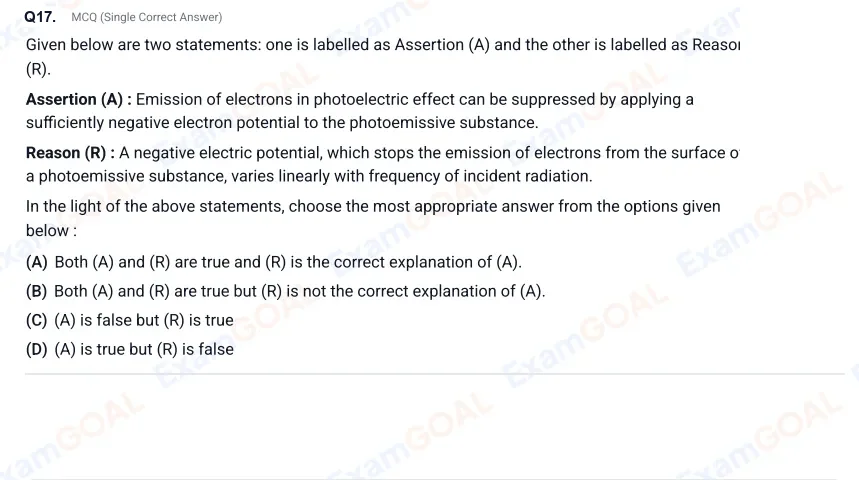 Q17. MCQ (Single Correct Answer)
Given below are two statements: one is labelled as Assertion (A) and the other is labelled as Reason
(R).
Assertion (A) : Emission of electrons in photoelectric effect can be suppressed by applying a
sufficiently negative electron potential to the photoemissive substance.
Reason (R) : A negative electric potential, which stops the emission of electrons from the surface o
a photoemissive substance, varies linearly with frequency of incident radiation.
In the light of the above statements, choose the most appropriate answer from the options given
below :
(A) Both (A) and (R) are true and (R) is the correct explanation of (A).
(B) Both (A) and (R) are true but (R) is not the correct explanation of (A).
(C) (A) is false but (R) is true
(D) (A) is true but (R) is false
ExamGOAL